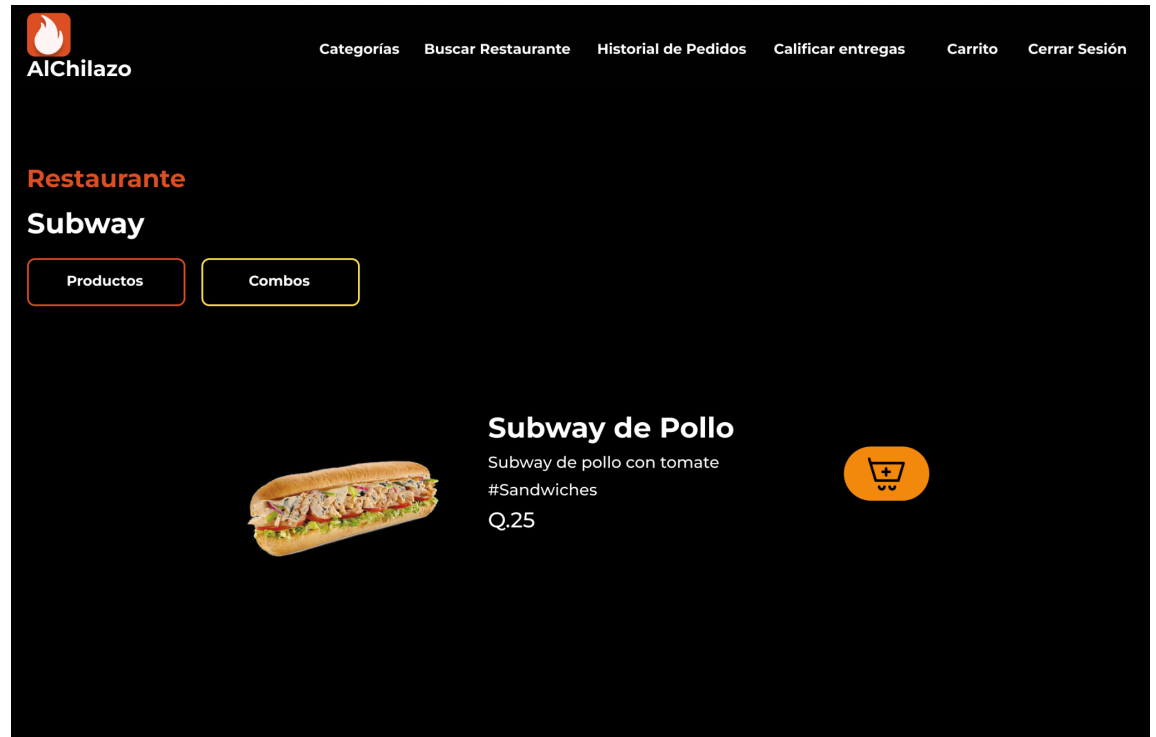 AlChilazo
Categorías Buscar Restaurante Historial de Pedidos Calificar entregas Carrito Cerrar Sesión
Restaurante
Subway
Productos Combos
Subway de Pollo
Subway de pollo con tomate
#Sandwiches
Q.25